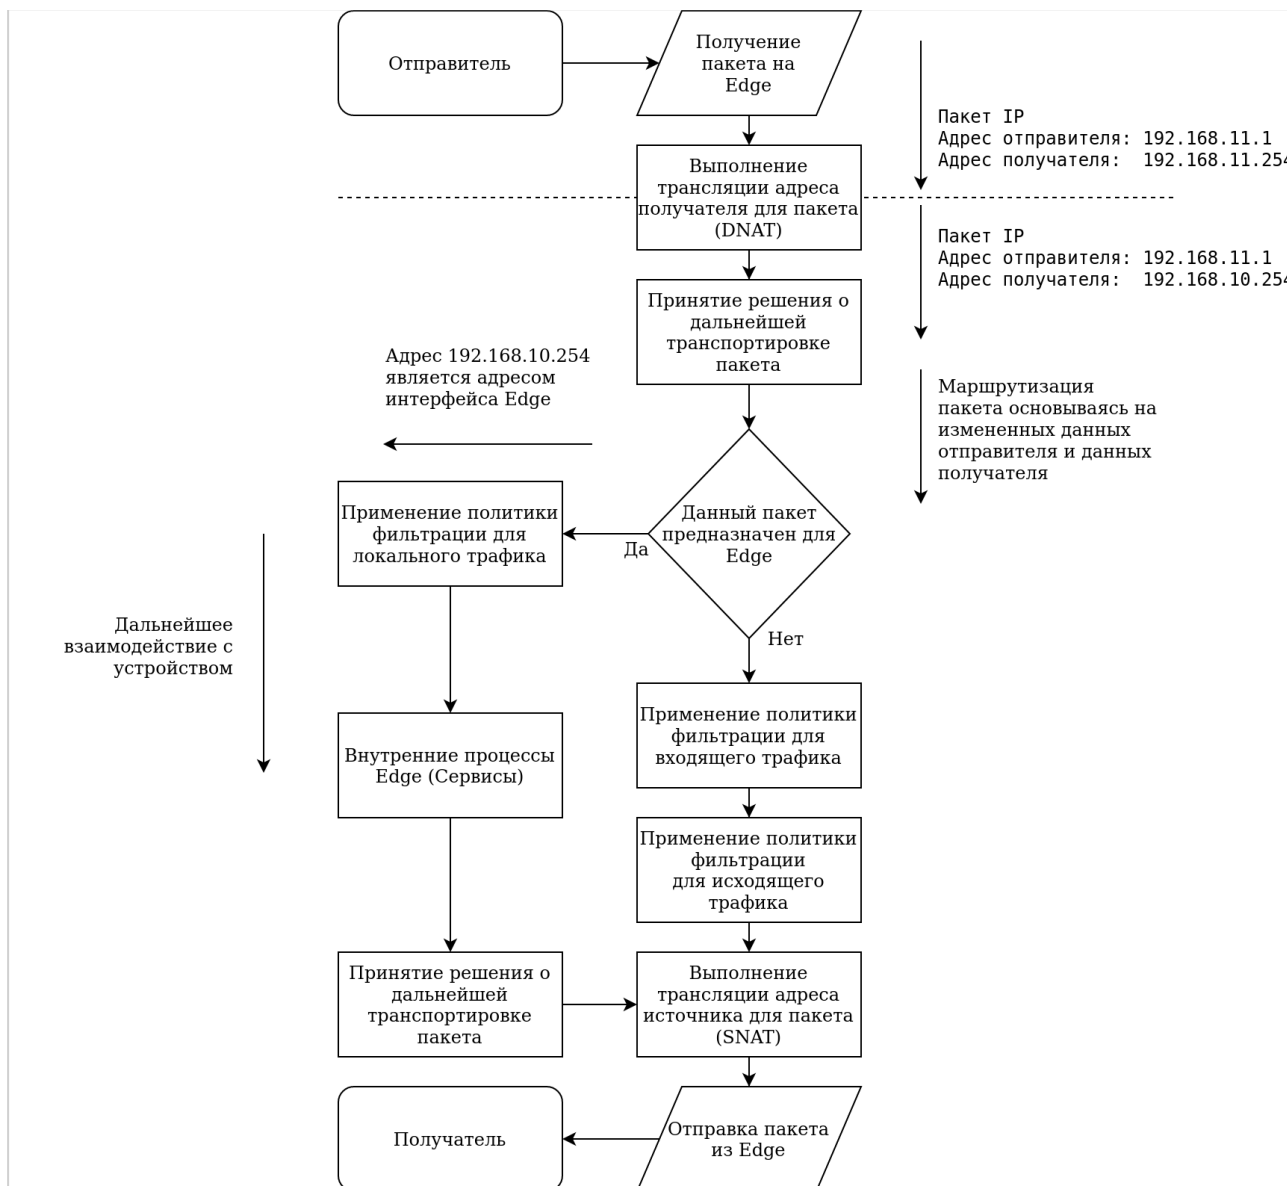 Отправитель
Получение
пакета на
Edge
Пакет IP
Адрес отправителя: 192.168.11.1
Адрес получателя: 192.168.11.254
Выполнение
трансляции адреса
получателя для пакета
(DNAT)
Пакет IP
Адрес отправителя: 192.168.11.1
Адрес получателя: 192.168.10.254
Принятие решения о
дальнейшей
транспортировке
пакета
Адрес 192.168.10.254
является адресом
интерфейса Edge
Маршрутизация
пакета основываясь на
измененных данных
отправителя и данных
получателя
Применение политики
фильтрации для
локального трафика
Да
Данный пакет
предназначен для
Edge
Нет
Дальнейшее
взаимодействие с
устройством
Применение политики
фильтрации для
входящего трафика
Внутренние процессы
Edge (Сервисы)
Применение политики
фильтрации
для исходящего
трафика
Принятие решения о
дальнейшей
транспортировке
пакета
Выполнение
трансляции адреса
источника для пакета
(SNAT)
Получатель
Отправка пакета
из Edge